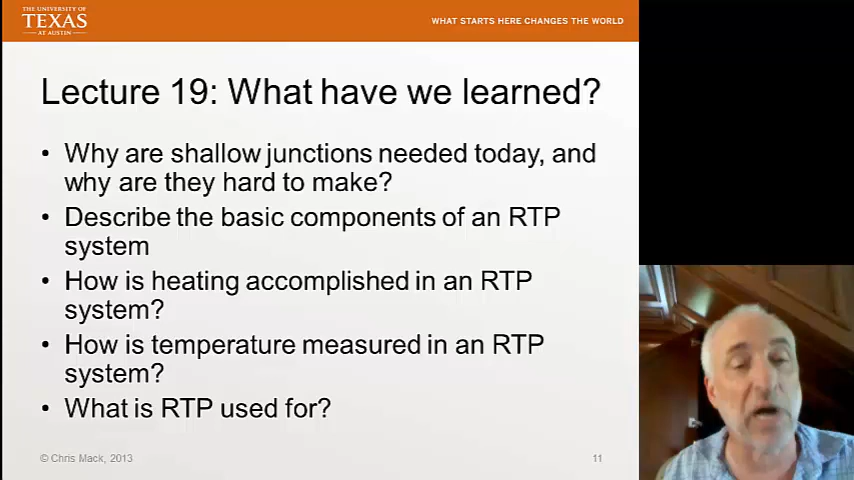 THE UNIVERSITY OF
TEXAS
AT AUSTIN
WHAT STARTS HERE CHANGES THE WORLD
Lecture 19: What have we learned?
• Why are shallow junctions needed today, and
why are they hard to make?
• Describe the basic components of an RTP
system
• How is heating accomplished in an RTP
system?
• How is temperature measured in an RTP
system?
• What is RTP used for?
© Chris Mack, 2013
11